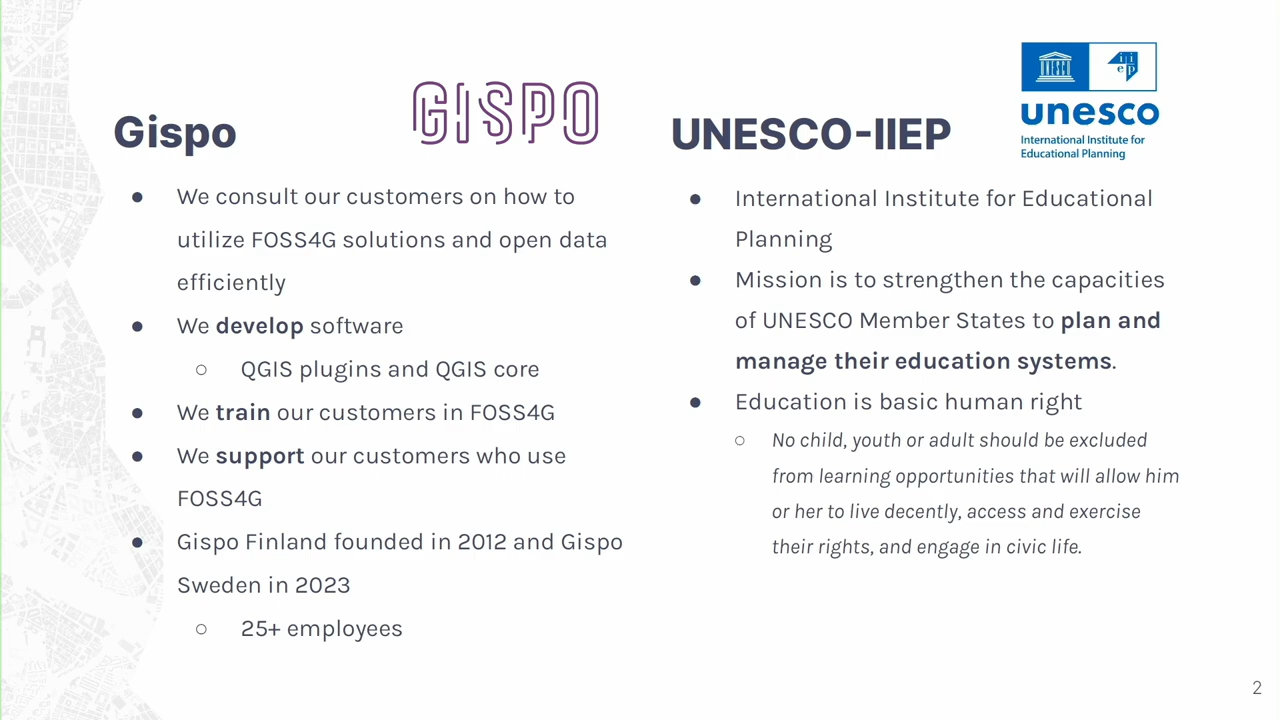 Gispo
GISPO
● We consult our customers on how to
utilize FOSS4G solutions and open data
efficiently
● We develop software
○ QGIS plugins and QGIS core
● We train our customers in FOSS4G
● We support our customers who use
FOSS4G
● Gispo Finland founded in 2012 and Gispo
Sweden in 2023
○ 25+ employees
UNESCO-IIEP
UNESCO
iiep
unesco
International Institute for
Educational Planning
● International Institute for Educational
Planning
● Mission is to strengthen the capacities
of UNESCO Member States to plan and
manage their education systems.
● Education is basic human right
○ No child, youth or adult should be excluded
from learning opportunities that will allow him
or her to live decently, access and exercise
their rights, and engage in civic life.
2